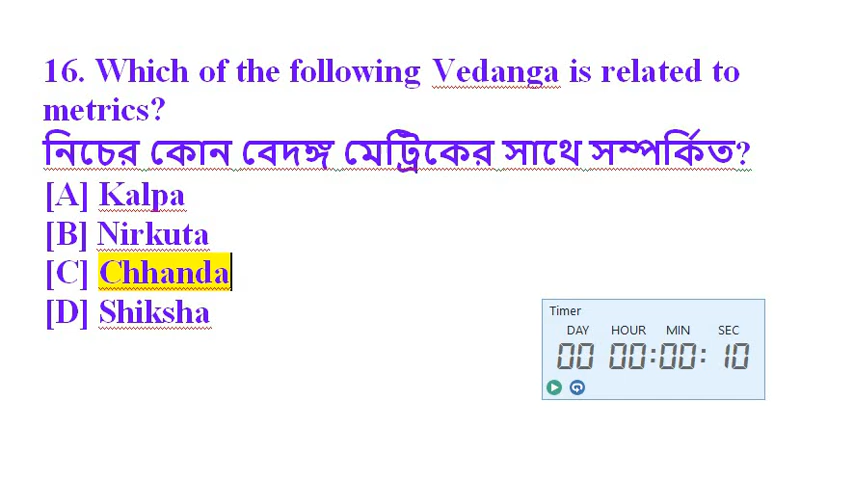 16. Which of the following Vedanga is related to
metrics?
নিচের কোন বেদঙ্গ মেট্রিকের সাথে সম্পর্কিত?
[A] Kalpa
[B] Nirkuta
[C] Chhanda
[D] Shiksha
Timer
DAY HOUR MIN SEC
00 00:00: 10